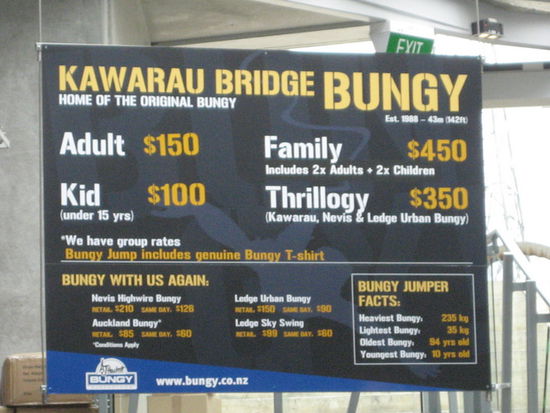 EXIT
KAWARAU BRIDGE BUNGY
HOME OF THE ORIGINAL BUNGY
Est. 1988 - 43m (142ft)
Adult $150
Family $450
Includes 2x Adults + 2x Children
Kid $100
(under 15 yrs)
Thrillogy $350
(Kawarau, Nevis & Ledge Urban Bungy)
*We have group rates
Bungy Jump includes genuine Bungy T-shirt
BUNGY WITH US AGAIN:
Nevis Highwire Bungy
RETAIL $210 SAME DAY. $128
Auckland Bungy*
RETAIL $85 SAME DAY. $60
*Conditions Apply
Ledge Urban Bungy
RETAIL $150 SAME DAY. $90
Ledge Sky Swing
RETAIL $99 SAME DAY. $60
BUNGY JUMPER
FACTS:
Heaviest Bungy: 235 kg
Lightest Bungy: 35 kg
Oldest Bungy: 94 yrs old
Youngest Bungy: 10 yrs old
BUNGY
www.bungy.co.nz